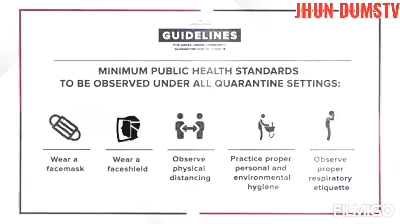 JHUN-DUMSTV
GUIDELINES
MINIMUM PUBLIC HEALTH STANDARDS
TO BE OBSERVED UNDER ALL QUARANTINE SETTINGS:
Wear a
facemask
Wear a
faceshield
Observe
physical
distancing
Practice proper
personal and
environmental
hygiene
Observe
proper
respiratory
etiquette
FILMIGO